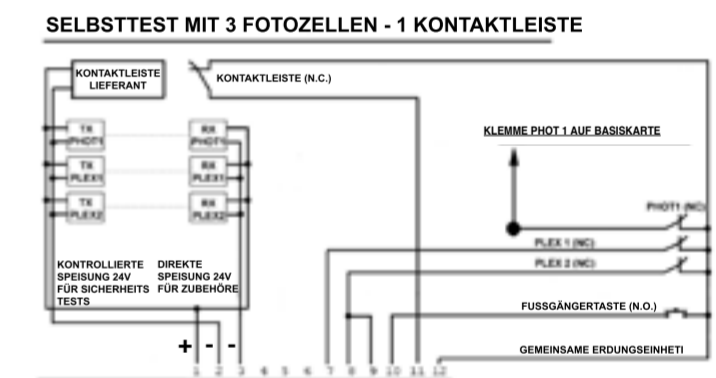 SELBSTTEST MIT 3 FOTOZELLEN - 1 KONTAKTLEISTE
KONTAKTLEISTE
LIEFERANT
KONTAKTLEISTE (N.C.)
TX
PHOT1
RX
PHOT1
KLEMME PHOT 1 AUF BASISKARTE
TX
PLEX1
RX
PLEX1
TX
PLEX2
RX
PLEX2
PHOT1 (NC)
PLEX 1 (NC)
PLEX 2 (NC)
KONTROLLIERTE
SPEISUNG 24V
FÜR SICHERHEITS
TESTS
DIREKTE
SPEISUNG 24V
FÜR ZUBEHÖRE
FUSSGÄNGERTASTE (N.O.)
GEMEINSAME ERDUNGSEINHETI
+ - -
1 2 3 4 5 6 7 8 9 10 11 12